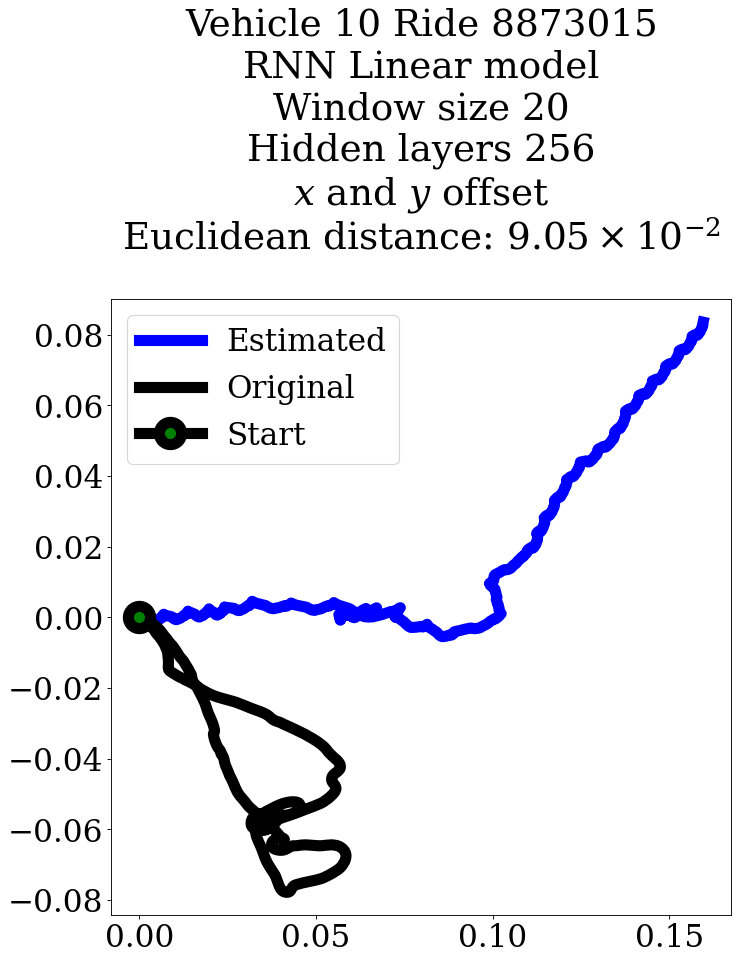 Vehicle 10 Ride 8873015
RNN Linear model
Window size 20
Hidden layers 256
x and y offset
Euclidean distance: 9.05 × 10⁻²
Estimated
Original
Start
0.08
0.06
0.04
0.02
0.00
−0.02
−0.04
−0.06
−0.08
0.00 0.05 0.10 0.15